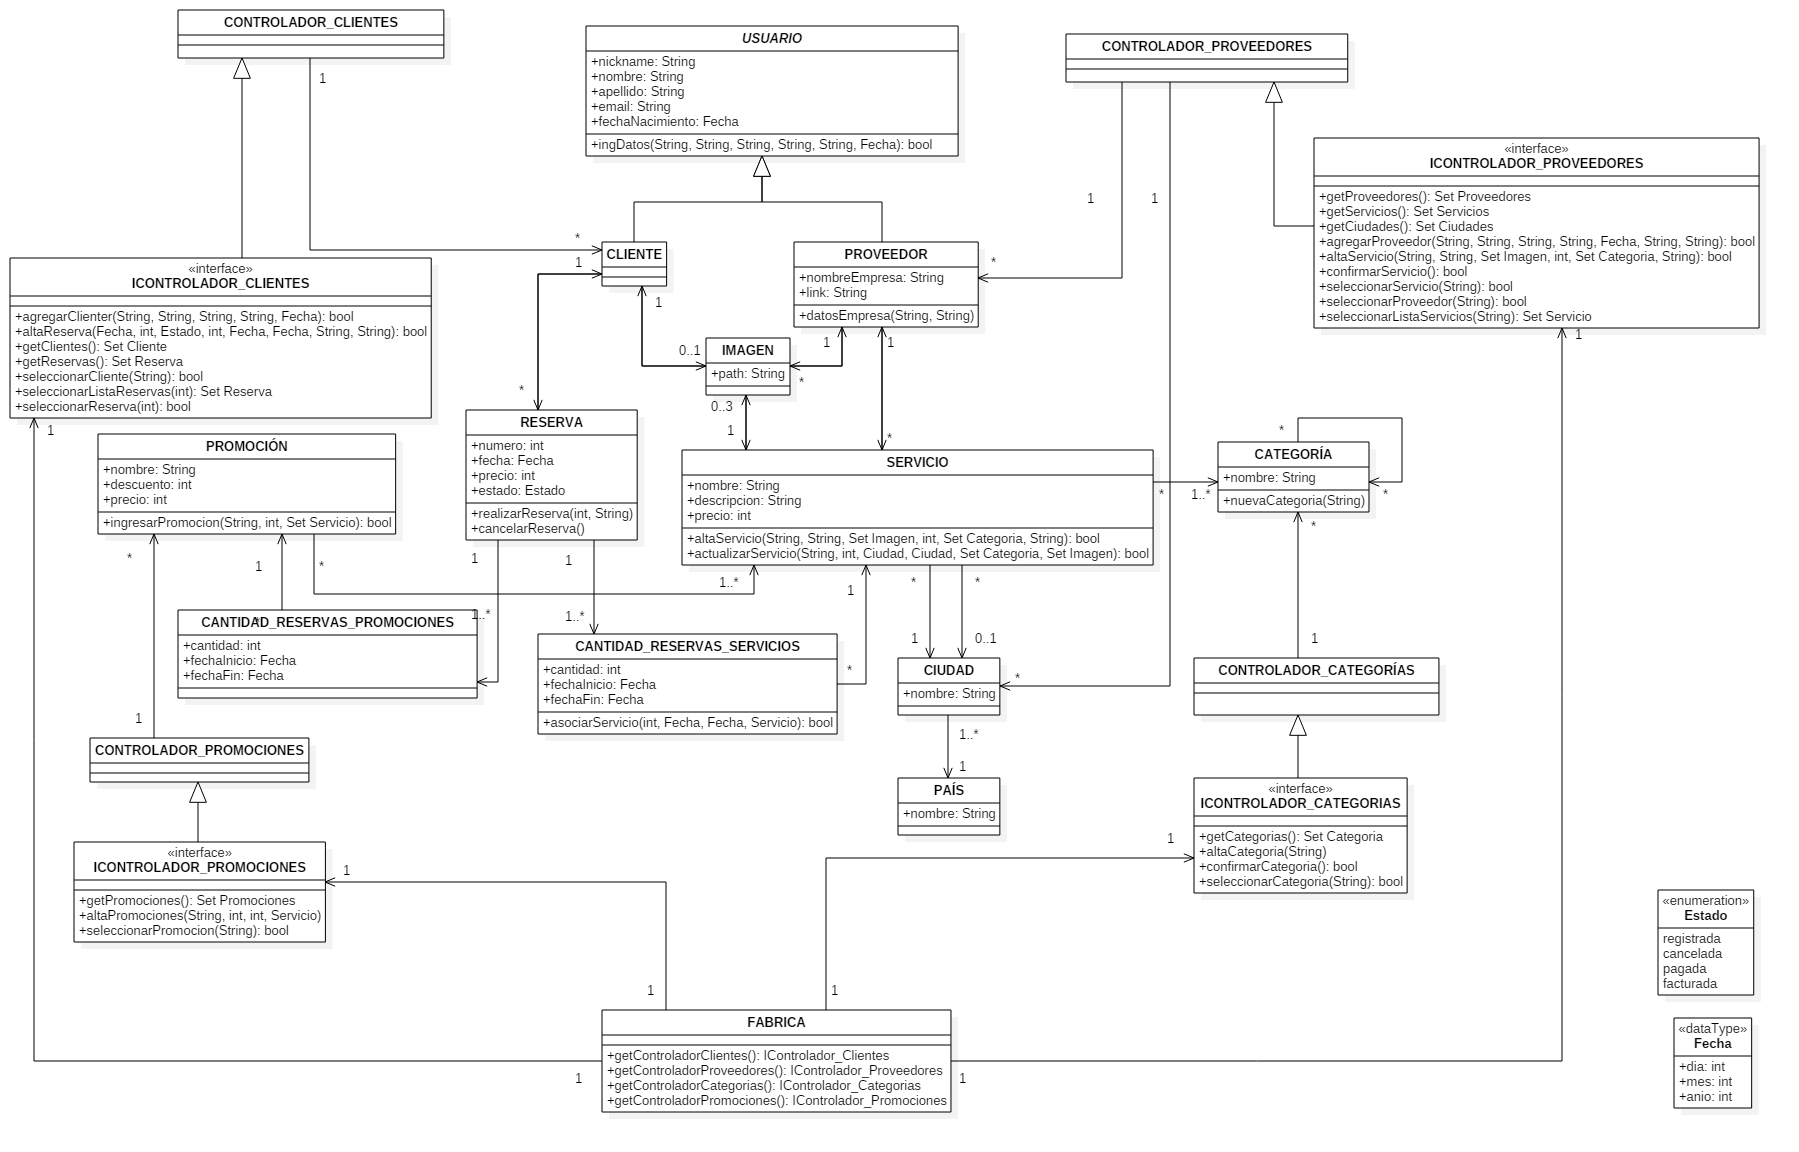 CONTROLADOR_CLIENTES
1
*
USUARIO
+nickname: String
+nombre: String
+apellido: String
+email: String
+fechaNacimiento: Fecha
+ingDatos(String, String, String, String, String, Fecha): bool
CONTROLADOR_PROVEEDORES
1
1
*
*
«interface»
ICONTROLADOR_PROVEEDORES
+getProveedores(): Set Proveedores
+getServicios(): Set Servicios
+getCiudades(): Set Ciudades
+agregarProveedor(String, String, String, String, Fecha, String, String): bool
+altaServicio(String, String, Set Imagen, int, Set Categoria, String): bool
+confirmarServicio(): bool
+seleccionarServicio(String): bool
+seleccionarProveedor(String): bool
+seleccionarListaServicios(String): Set Servicio
1
«interface»
ICONTROLADOR_CLIENTES
+agregarClienter(String, String, String, String, Fecha): bool
+altaReserva(Fecha, int, Estado, int, Fecha, Fecha, String, String): bool
+getClientes(): Set Cliente
+getReservas(): Set Reserva
+seleccionarCliente(String): bool
+seleccionarListaReservas(int): Set Reserva
+seleccionarReserva(int): bool
1
CLIENTE
1
1
PROVEEDOR
+nombreEmpresa: String
+link: String
+datosEmpresa(String, String)
1
1
0..1
IMAGEN
+path: String
*
0..3
1
*
*
RESERVA
+numero: int
+fecha: Fecha
+precio: int
+estado: Estado
+realizarReserva(int, String)
+cancelarReserva()
1
1
1..*
1..*
PROMOCIÓN
+nombre: String
+descuento: int
+precio: int
+ingresarPromocion(String, int, Set Servicio): bool
*
1
*
SERVICIO
+nombre: String
+descripcion: String
+precio: int
+altaServicio(String, String, Set Imagen, int, Set Categoria, String): bool
+actualizarServicio(String, int, Ciudad, Ciudad, Set Categoria, Set Imagen): bool
*
1..*
1..*
1
*
*
1
0..1
*
CATEGORÍA
+nombre: String
+nuevaCategoria(String)
*
*
1
CANTIDAD_RESERVAS_PROMOCIONES
+cantidad: int
+fechaInicio: Fecha
+fechaFin: Fecha
CANTIDAD_RESERVAS_SERVICIOS
+cantidad: int
+fechaInicio: Fecha
+fechaFin: Fecha
+asociarServicio(int, Fecha, Fecha, Servicio): bool
*
CIUDAD
+nombre: String
1..*
1
PAÍS
+nombre: String
CONTROLADOR_CATEGORÍAS
1
CONTROLADOR_PROMOCIONES
«interface»
ICONTROLADOR_CATEGORIAS
+getCategorias(): Set Categoria
+altaCategoria(String)
+confirmarCategoria(): bool
+seleccionarCategoria(String): bool
1
«interface»
ICONTROLADOR_PROMOCIONES
+getPromociones(): Set Promociones
+altaPromociones(String, int, int, Servicio)
+seleccionarPromocion(String): bool
1
1
1
FABRICA
+getControladorClientes(): IControlador_Clientes
+getControladorProveedores(): IControlador_Proveedores
+getControladorCategorias(): IControlador_Categorias
+getControladorPromociones(): IControlador_Promociones
1
1
«enumeration»
Estado
registrada
cancelada
pagada
facturada
«dataType»
Fecha
+dia: int
+mes: int
+anio: int